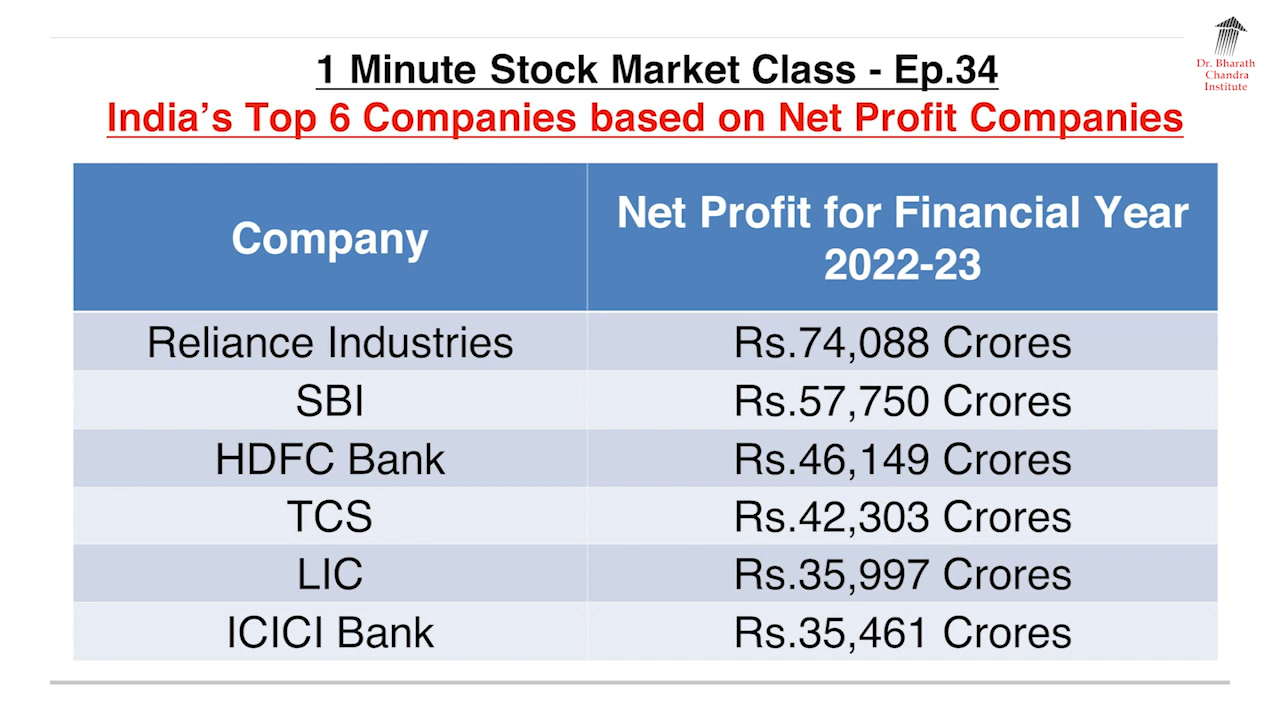 Dr. Bharath
Chandra
Institute
1 Minute Stock Market Class - Ep.34
India’s Top 6 Companies based on Net Profit Companies
Company
Net Profit for Financial Year
2022-23
Reliance Industries Rs.74,088 Crores
SBI Rs.57,750 Crores
HDFC Bank Rs.46,149 Crores
TCS Rs.42,303 Crores
LIC Rs.35,997 Crores
ICICI Bank Rs.35,461 Crores